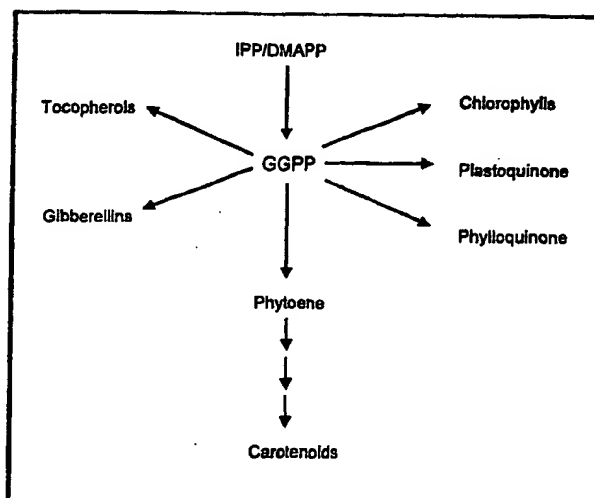 IPP/DMAPP
Tocopherols
Chlorophylls
GGPP
Plastoquinone
Gibberellins
Phylloquinone
Phytoene
Carotenoids